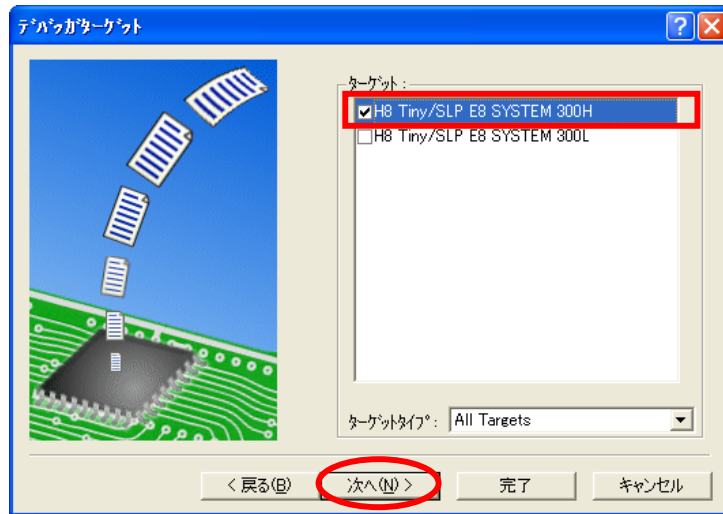 ﾃﾞﾊﾞｯｶﾞﾀｰｹﾞｯﾄ
ﾀｰｹﾞｯﾄ :
H8 Tiny/SLP E8 SYSTEM 300H
H8 Tiny/SLP E8 SYSTEM 300L
ﾀｰｹﾞｯﾄﾀｲﾌﾟ : All Targets
< 戻る(B) 次へ(N) > 完了 キャンセル